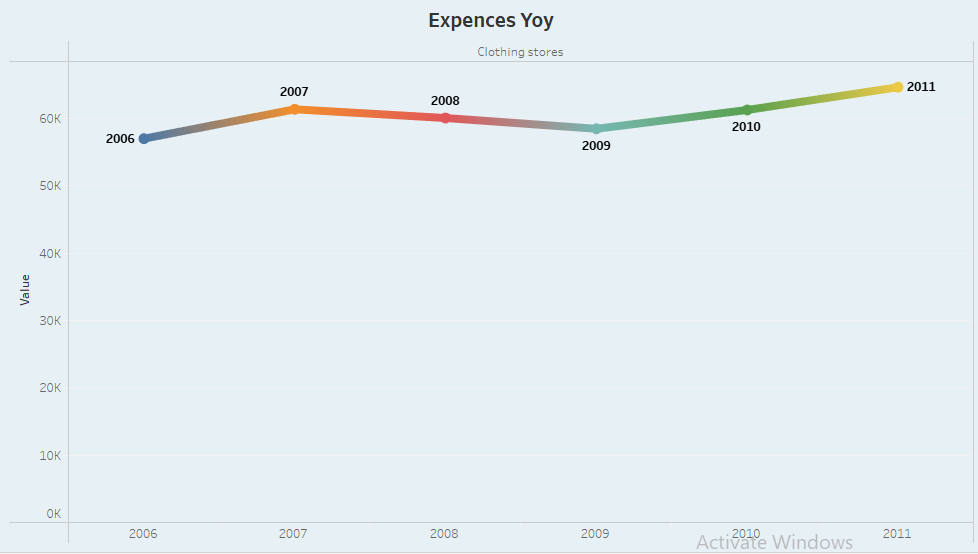 Expences Yoy
Clothing stores
2011
2007
2008
60K
2010
2006
2009
50K
40K
Value
30K
20K
10K
0K
2006 2007 2008 2009 2010 2011
Activate Windows